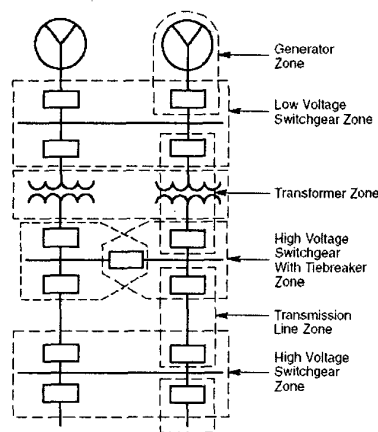 Generator
Zone
Low Voltage
Switchgear Zone
Transformer Zone
High Voltage
Switchgear
With Tiebreaker
Zone
Transmission
Line Zone
High Voltage
Switchgear
Zone